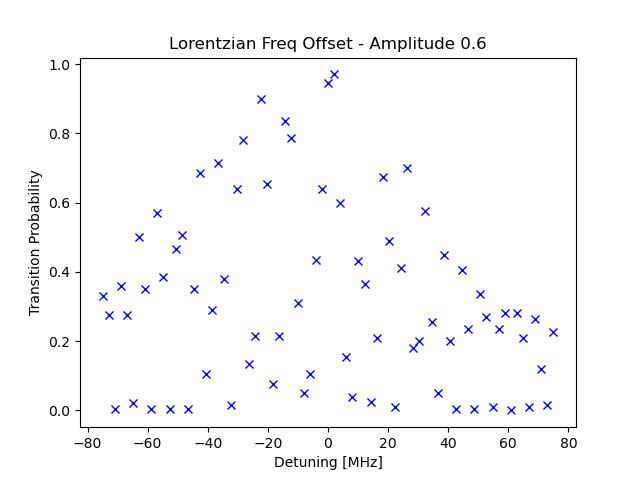 Lorentzian Freq Offset - Amplitude 0.6
1.0
0.8
0.6
0.4
0.2
0.0
Transition Probability
−80 −60 −40 −20 0 20 40 60 80
Detuning [MHz]